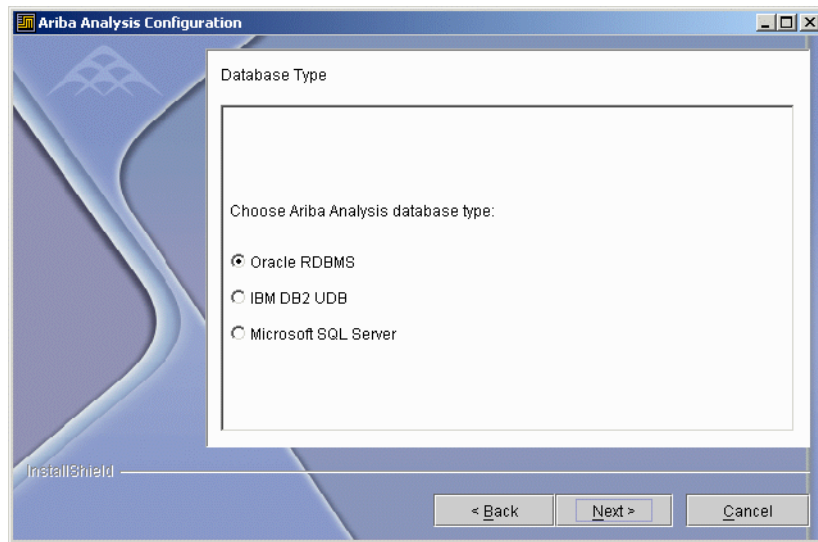 Ariba Analysis Configuration
Database Type
Choose Ariba Analysis database type:
Oracle RDBMS
IBM DB2 UDB
Microsoft SQL Server
InstallShield
< Back
Next >
Cancel